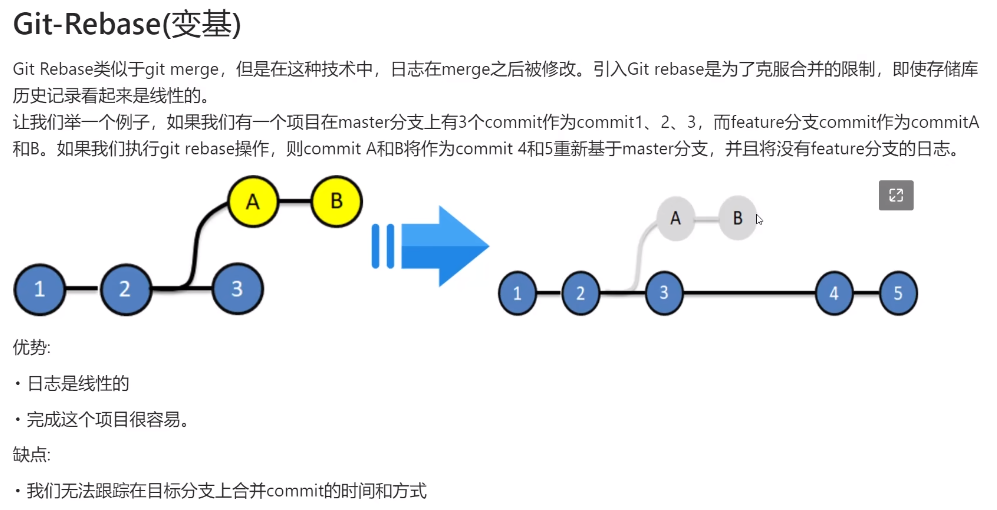 Git-Rebase(变基)
Git Rebase类似于git merge，但是在这种技术中，日志在merge之后被修改。引入Git rebase是为了克服合并的限制，即使存储库
历史记录看起来是线性的。
让我们举一个例子，如果我们有一个项目在master分支上有3个commit作为commit1、2、3，而feature分支commit作为commitA
和B。如果我们执行git rebase操作，则commit A和B将作为commit 4和5重新基于master分支，并且将没有feature分支的日志。
A B
1 2 3
A B
1 2 3 4 5
优势:
• 日志是线性的
• 完成这个项目很容易。
缺点:
• 我们无法跟踪在目标分支上合并commit的时间和方式